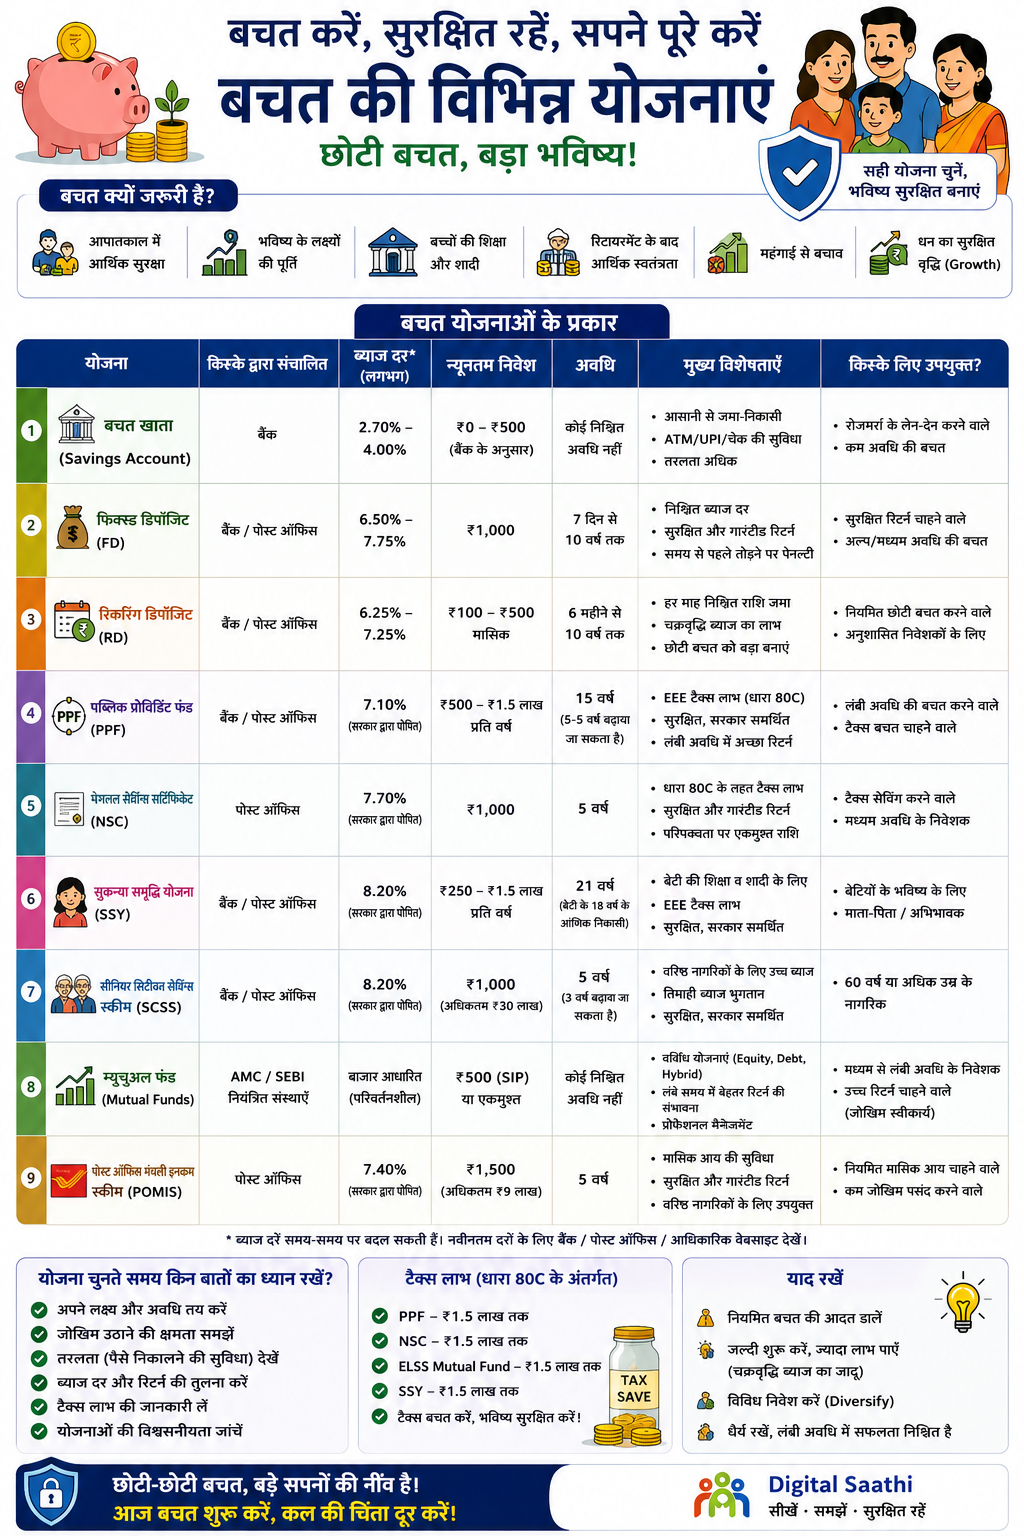 बचत करें, सुरक्षित रहें, सपने पूरे करें
बचत की विभिन्न योजनाएं
छोटी बचत, बड़ा भविष्य!
सही योजना चुनें,
भविष्य सुरक्षित बनाएं
बचत क्यों जरूरी हैं?
आपातकाल में
आर्थिक सुरक्षा
भविष्य के लक्ष्यों
की पूर्ति
बच्चों की शिक्षा
और शादी
रिटायरमेंट के बाद
आर्थिक स्वतंत्रता
महंगाई से बचाव
धन का सुरक्षित
वृद्धि (Growth)
बचत योजनाओं के प्रकार
योजना
किस्के द्वारा संचालित
ब्याज दर*
(लगभग)
न्यूनतम निवेश
अवधि
मुख्य विशेषताएँ
किस्के लिए उपयुक्त?
1
बचत खाता
(Savings Account)
बैंक
2.70% –
4.00%
₹0 – ₹500
(बैंक के अनुसार)
कोई निश्चित
अवधि नहीं
• आसानी से जमा-निकासी
• ATM/UPI/चेक की सुविधा
• तरलता अधिक
• रोजमर्रा के लेन-देन करने वाले
• कम अवधि की बचत
2
फिक्स्ड डिपॉजिट
(FD)
बैंक / पोस्ट ऑफिस
6.50% –
7.75%
₹1,000
7 दिन से
10 वर्ष तक
• निश्चित ब्याज दर
• सुरक्षित और गारंटीड रिटर्न
• समय से पहले तोड़ने पर पेनल्टी
• सुरक्षित रिटर्न चाहने वाले
• अल्प/मध्यम अवधि की बचत
3
रिकरिंग डिपॉजिट
(RD)
बैंक / पोस्ट ऑफिस
6.25% –
7.25%
₹100 – ₹500
मासिक
6 महीने से
10 वर्ष तक
• हर माह निश्चित राशि जमा
• चक्रवृद्धि ब्याज का लाभ
• छोटी बचत को बड़ा बनाएं
• नियमित छोटी बचत करने वाले
• अनुशासित निवेशकों के लिए
4
PPF
पब्लिक प्रोविडेंट फंड
(PPF)
बैंक / पोस्ट ऑफिस
7.10%
(सरकार द्वारा पोपित)
₹500 – ₹1.5 लाख
प्रति वर्ष
15 वर्ष
(5-5 वर्ष बढ़ाया
जा सकता है)
• EEE टैक्स लाभ (धारा 80C)
• सुरक्षित, सरकार समर्थित
• लंबी अवधि में अच्छा रिटर्न
• लंबी अवधि की बचत करने वाले
• टैक्स बचत चाहने वाले
5
सर्टिफिकेट
(NSC)
पोस्ट ऑफिस
7.70%
(सरकार द्वारा पोपित)
₹1,000
5 वर्ष
• धारा 80C के लहत टैक्स लाभ
• सुरक्षित और गारंटीड रिटर्न
• परिपक्वता पर एकमुश्त राशि
• टैक्स सेविंग करने वाले
• मध्यम अवधि के निवेशक
6
सुकन्या समृद्धि योजना
(SSY)
बैंक / पोस्ट ऑफिस
8.20%
(सरकार द्वारा पोपित)
₹250 – ₹1.5 लाख
प्रति वर्ष
21 वर्ष
(बेटी के 18 वर्ष के
आंणिक निकासी)
• बेटी की शिक्षा व शादी के लिए
• EEE टैक्स लाभ
• सुरक्षित, सरकार समर्थित
• बेटियों के भविष्य के लिए
• माता-पिता / अभिभावक
7
सीनियर
स्कीम (SCSS)
बैंक / पोस्ट ऑफिस
8.20%
(सरकार द्वारा पोपित)
₹1,000
(अधिकतम ₹30 लाख)
5 वर्ष
(3 वर्ष बढ़ाया जा
सकता है)
• वरिष्ठ नागरिकों के लिए उच्च ब्याज
• तिमाही ब्याज भुगतान
• सुरक्षित, सरकार समर्थित
• 60 वर्ष या अधिक उम्र के
नागरिक
8
म्युचुअल फंड
(Mutual Funds)
AMC / SEBI
नियंत्रित संस्थाएँ
बाजार आधारित
(परिवर्तनशील)
₹500 (SIP)
या एकमुश्त
कोई निश्चित
अवधि नहीं
• योजनाएं (Equity, Debt,
Hybrid)
• लंबे समय में बेहतर रिटर्न की
संभावना
• प्रोफेशनल मैनेजमेंट
• मध्यम से लंबी अवधि के निवेशक
• उच्च रिटर्न चाहने वाले
(जोखिम स्वीकार्य)
9
पोस्ट ऑफिस मंथली इनकम
स्कीम (POMIS)
पोस्ट ऑफिस
7.40%
(सरकार द्वारा पोपित)
₹1,500
(अधिकतम ₹9 लाख)
5 वर्ष
• मासिक आय की सुविधा
• सुरक्षित और गारंटीड रिटर्न
• वरिष्ठ नागरिकों के लिए उपयुक्त
• नियमित मासिक आय चाहने वाले
• कम जोखिम पसंद करने वाले
* ब्याज दरें समय-समय पर बदल सकती हैं। नवीनतम दरों के लिए बैंक / पोस्ट ऑफिस / आधिकारिक वेबसाइट देखें।
योजना चुनते समय किन बातों का ध्यान रखें?
अपने लक्ष्य और अवधि तय करें
जोखिम उठाने की क्षमता समझें
तरलता (पैसे निकालने की सुविधा) देखें
ब्याज दर और रिटर्न की तुलना करें
टैक्स लाभ की जानकारी लें
योजनाओं की विश्वसनीयता जांचें
टैक्स लाभ (धारा 80C के अंतर्गत)
PPF – ₹1.5 लाख तक
NSC – ₹1.5 लाख तक
ELSS Mutual Fund – ₹1.5 लाख तक
SSY – ₹1.5 लाख तक
टैक्स बचत करें, भविष्य सुरक्षित करें!
TAX
SAVE
याद रखें
नियमित बचत की आदत डालें
जल्दी शुरू करें, ज्यादा लाभ पाएँ
(चक्रवृद्धि ब्याज का जादू)
विविध निवेश करें (Diversify)
धैर्य रखें, लंबी अवधि में सफलता निश्चित है
छोटी-छोटी बचत, बड़े सपनों की नींव है!
आज बचत शुरू करें, कल की चिंता दूर करें!
Digital Saathi
सीखें · समझें · सुरक्षित रहें